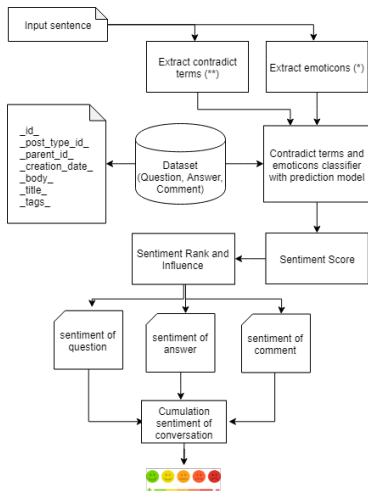 Input sentence
Extract contradict
terms (**)
Extract emoticons (*)
_id_
_post_type_id_
_parent_id_
_creation_date_
_body_
_title_
_tags_
Dataset
(Question, Answer,
Comment)
Contradict terms and
emoticons classifier
with prediction model
Sentiment Rank and
Influence
Sentiment Score
sentiment of
question
sentiment of
answer
sentiment of
comment
Cumulation
sentiment of
conversation